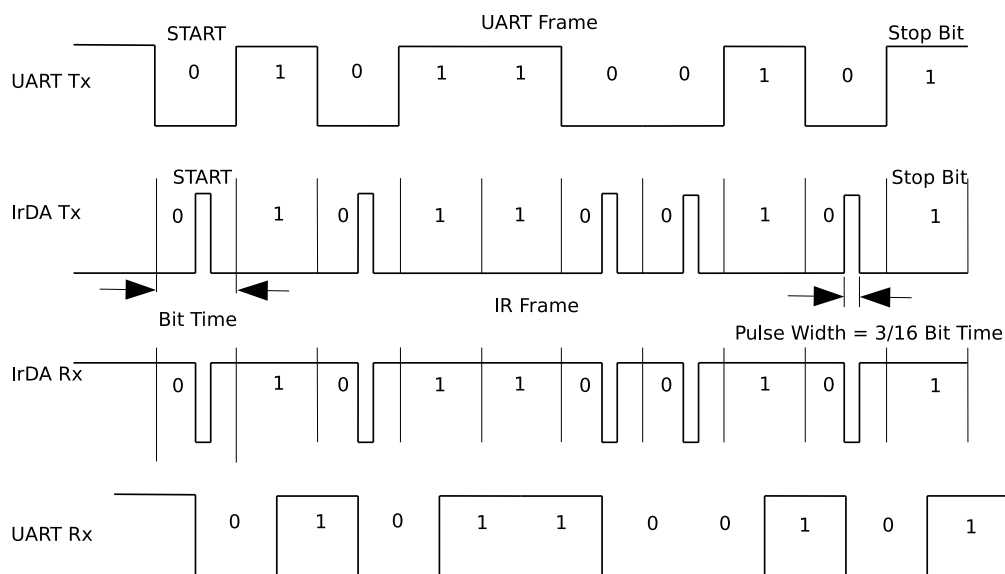 UART Frame
START
Stop Bit
UART Tx
0 1 0 1 1 0 0 1 0 1
START
Stop Bit
IrDA Tx
0 1 0 1 1 0 0 1 0 1
Bit Time
IR Frame
Pulse Width = 3/16 Bit Time
IrDA Rx
0 1 0 1 1 0 0 1 0 1
UART Rx
0 1 0 1 1 0 0 1 0 1